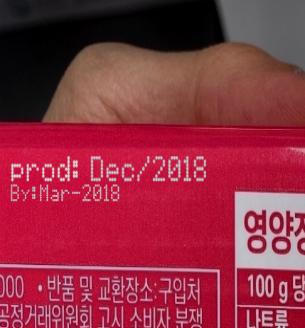 prod: Dec/2018
By:Mar-2018
영양정
000 • 반품 및 교환장소:구입처
100 g 당
공정거래위원회 고시 소비자 분쟁
나트륨